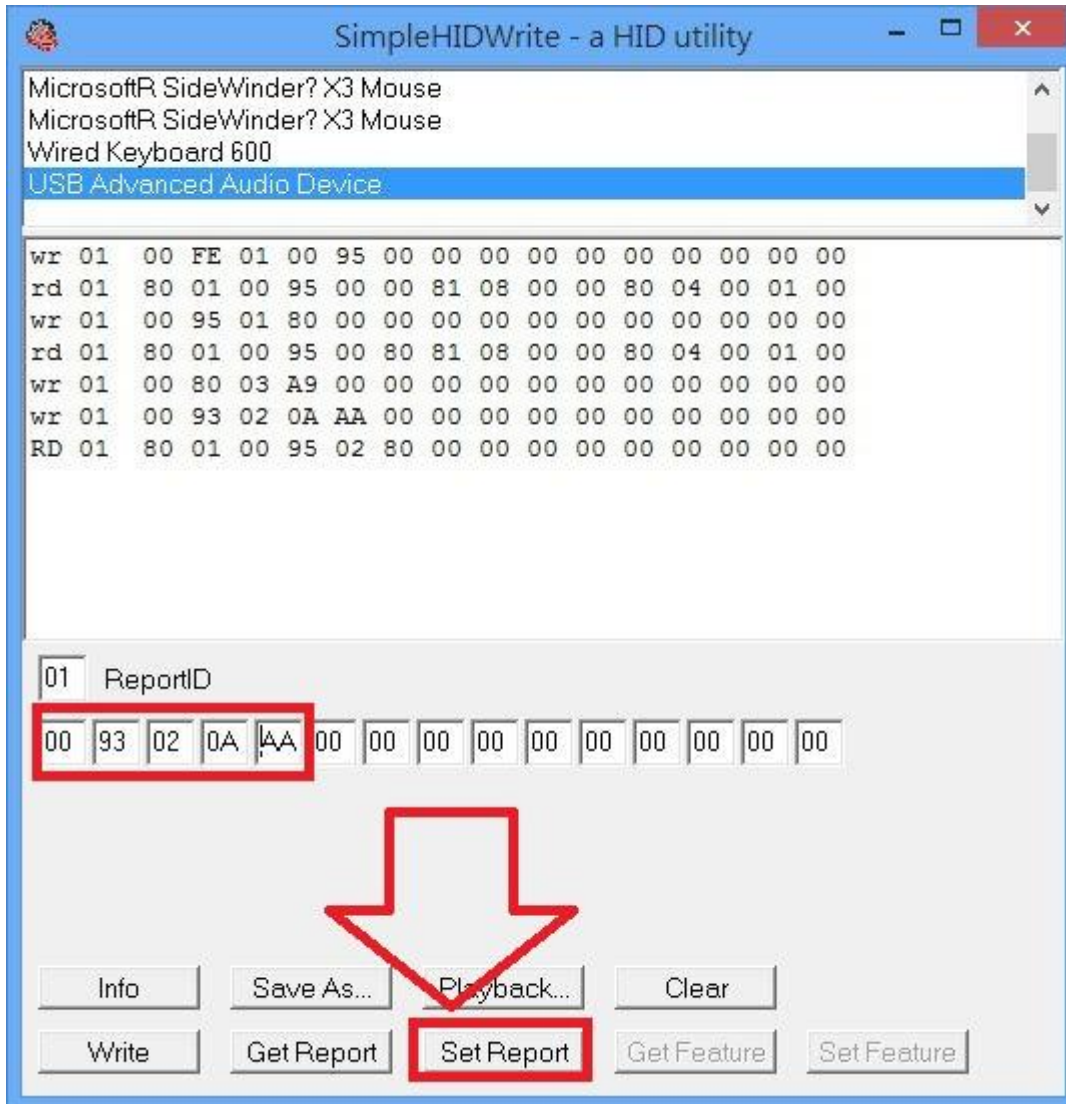 SimpleHIDWrite - a HID utility
MicrosoftR SideWinder? X3 Mouse
MicrosoftR SideWinder? X3 Mouse
Wired Keyboard 600
USB Advanced Audio Device
wr 01 00 FE 01 00 95 00 00 00 00 00 00 00 00 00 00
rd 01 80 01 00 95 00 00 81 08 00 00 80 04 00 01 00
wr 01 00 95 01 80 00 00 00 00 00 00 00 00 00 00 00
rd 01 80 01 00 95 00 80 81 08 00 00 80 04 00 01 00
wr 01 00 80 03 A9 00 00 00 00 00 00 00 00 00 00 00
wr 01 00 93 02 0A AA 00 00 00 00 00 00 00 00 00 00
RD 01 80 01 00 95 02 80 00 00 00 00 00 00 00 00 00
01 ReportID
00 93 02 0A AA 00 00 00 00 00 00 00 00 00 00
Info Save As... Playback... Clear
Write Get Report Set Report Get Feature Set Feature